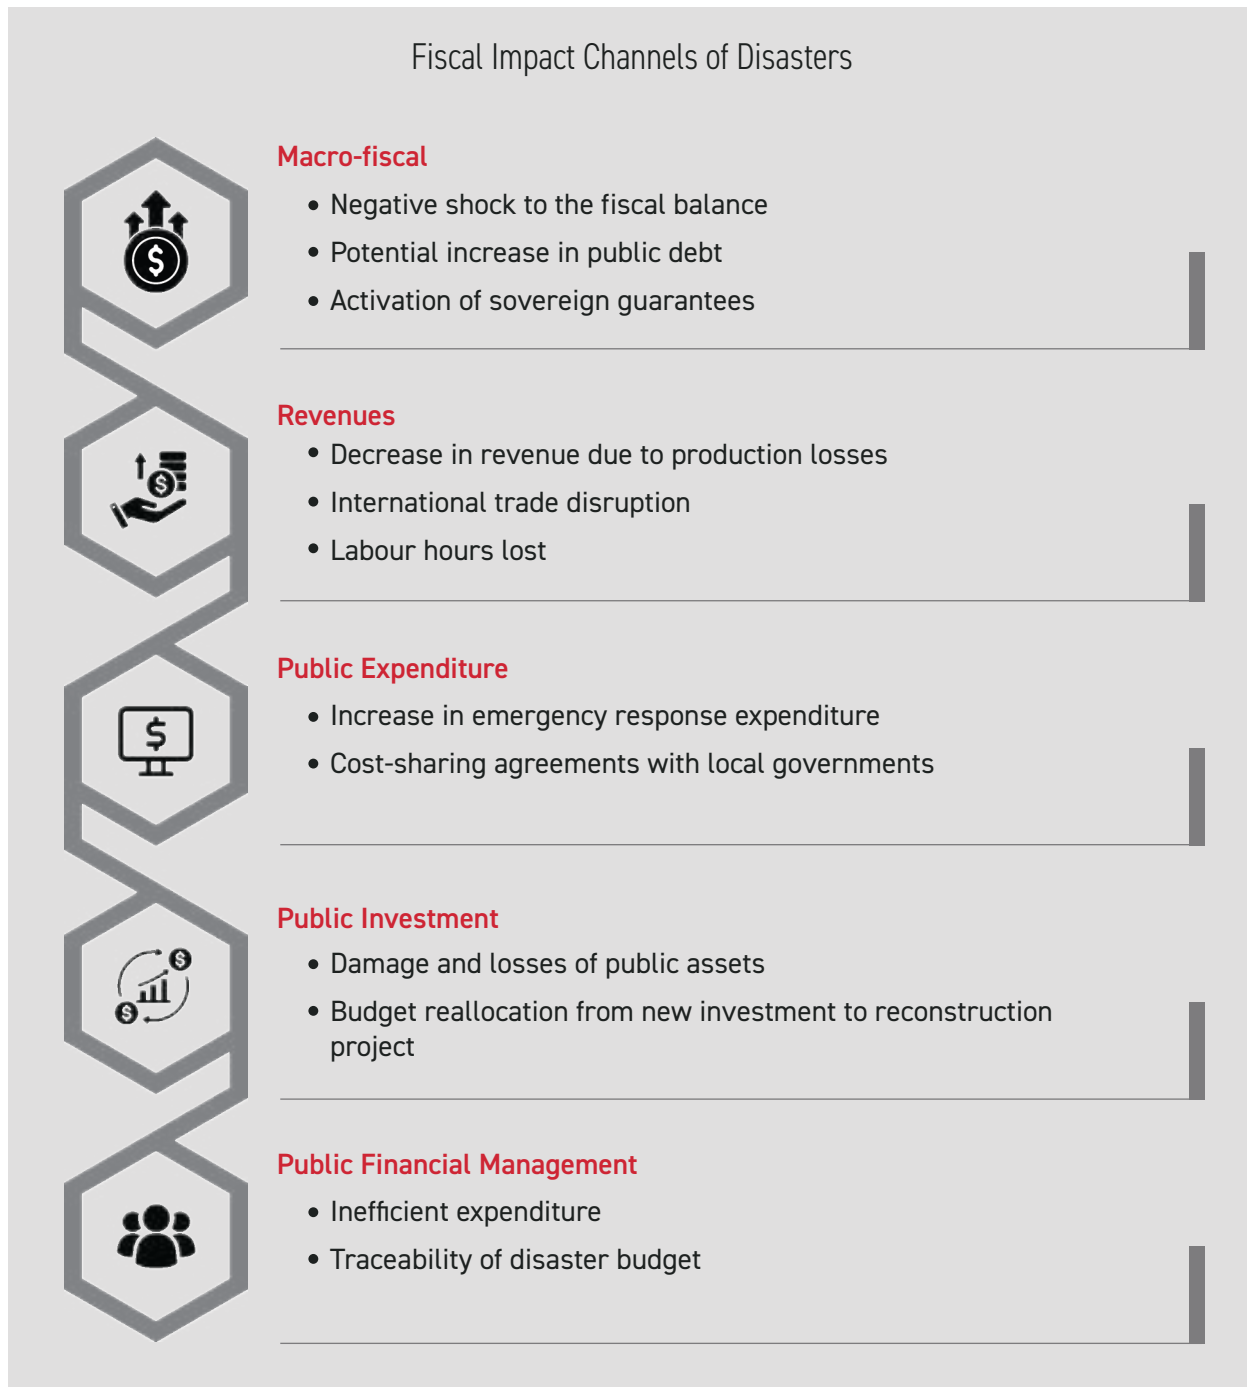 Fiscal Impact Channels of Disasters
Macro-fiscal
• Negative shock to the fiscal balance
• Potential increase in public debt
• Activation of sovereign guarantees
Revenues
• Decrease in revenue due to production losses
• International trade disruption
• Labour hours lost
Public Expenditure
• Increase in emergency response expenditure
• Cost-sharing agreements with local governments
Public Investment
• Damage and losses of public assets
• Budget reallocation from new investment to reconstruction
project
Public Financial Management
• Inefficient expenditure
• Traceability of disaster budget